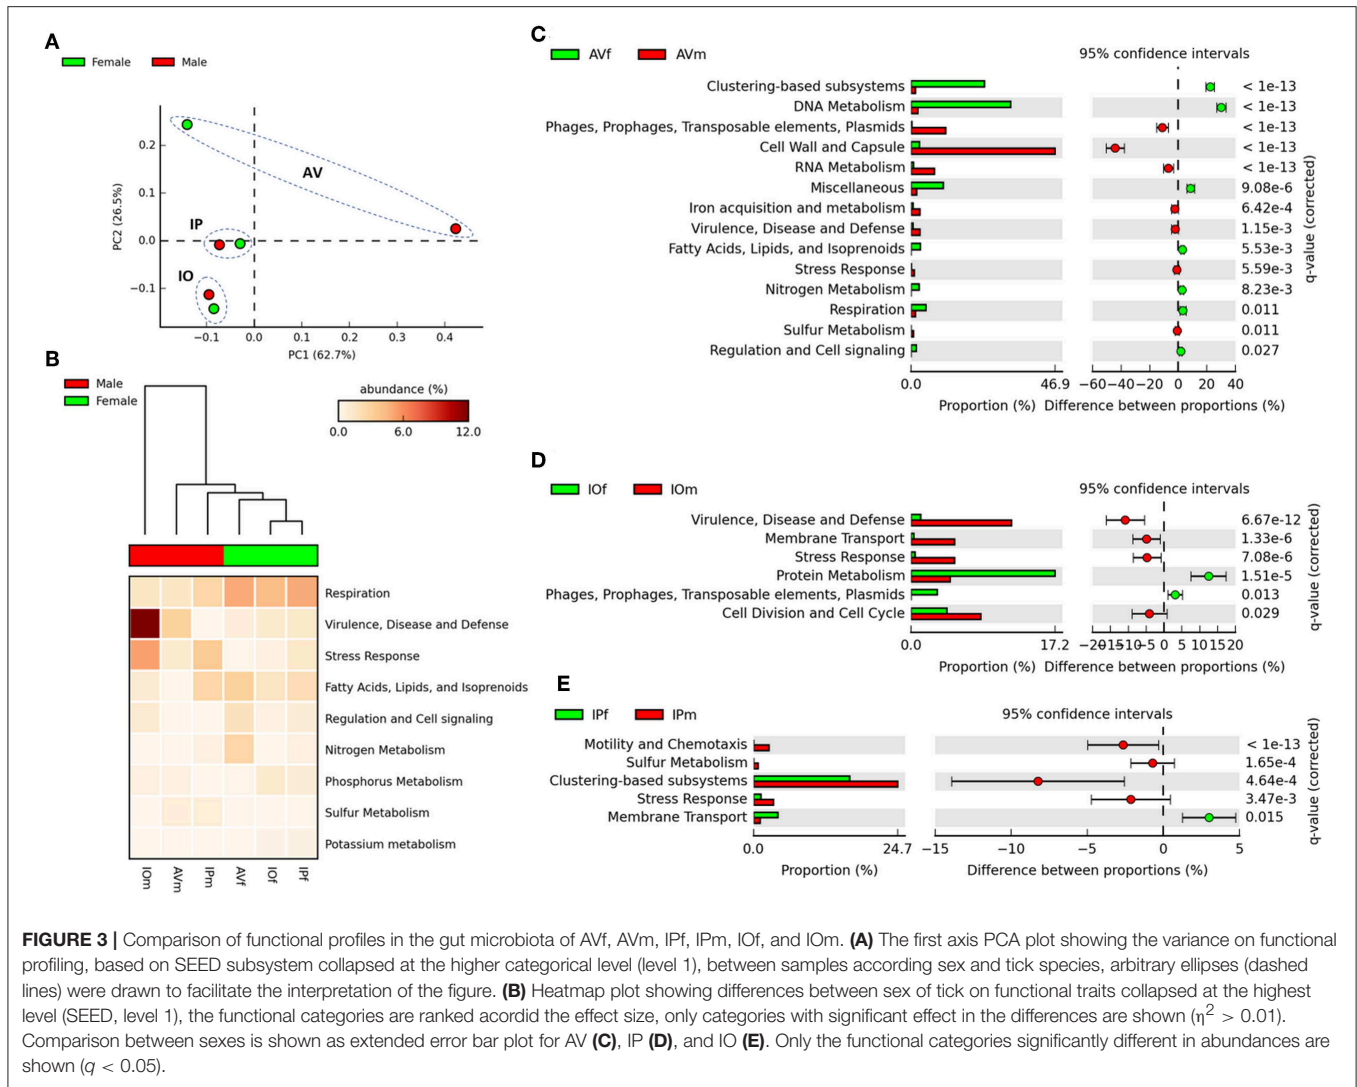 A
Female Male
0.2
0.1
0.0
−0.1
PC2 (26.5%)
AV
IP
IO
−0.1 0.0 0.1 0.2 0.3 0.4
PC1 (62.7%)
B
Male
Female
abundance (%)
0.0 6.0 12.0
Respiration
Virulence, Disease and Defense
Stress Response
Fatty Acids, Lipids, and Isoprenoids
Regulation and Cell signaling
Nitrogen Metabolism
Phosphorus Metabolism
Sulfur Metabolism
Potassium metabolism
IOm AVm IPm AVf IOf IPf
C
AVf AVm
95% confidence intervals
Clustering-based subsystems < 1e-13
DNA Metabolism < 1e-13
Phages, Prophages, Transposable elements, Plasmids < 1e-13
Cell Wall and Capsule < 1e-13
RNA Metabolism < 1e-13
Miscellaneous 9.08e-6
Iron acquisition and metabolism 6.42e-4
Virulence, Disease and Defense 1.15e-3
Fatty Acids, Lipids, and Isoprenoids 5.53e-3
Stress Response 5.59e-3
Nitrogen Metabolism 8.23e-3
Respiration 0.011
Sulfur Metabolism 0.011
Regulation and Cell signaling 0.027
q-value (corrected)
0.0 46.9 −60 −40 −20 0 20 40
Proportion (%) Difference between proportions (%)
D
IOf IOm
95% confidence intervals
Virulence, Disease and Defense 6.67e-12
Membrane Transport 1.33e-6
Stress Response 7.08e-6
Protein Metabolism 1.51e-5
Phages, Prophages, Transposable elements, Plasmids 0.013
Cell Division and Cell Cycle 0.029
q-value (corrected)
0.0 17.2 −20−15−10−5 0 5 10 15 20
Proportion (%) Difference between proportions (%)
E
IPf IPm
95% confidence intervals
Motility and Chemotaxis < 1e-13
Sulfur Metabolism 1.65e-4
Clustering-based subsystems 4.64e-4
Stress Response 3.47e-3
Membrane Transport 0.015
q-value (corrected)
0.0 24.7 −15 −10 −5 0 5
Proportion (%) Difference between proportions (%)
FIGURE 3 | Comparison of functional profiles in the gut microbiota of AVf, AVm, IPf, IPm, IOf, and IOm. (A) The first axis PCA plot showing the variance on functional
profiling, based on SEED subsystem collapsed at the higher categorical level (level 1), between samples according sex and tick species, arbitrary ellipses (dashed
lines) were drawn to facilitate the interpretation of the figure. (B) Heatmap plot showing differences between sex of tick on functional traits collapsed at the highest
level (SEED, level 1), the functional categories are ranked acordid the effect size, only categories with significant effect in the differences are shown (η² > 0.01).
Comparison between sexes is shown as extended error bar plot for AV (C), IP (D), and IO (E). Only the functional categories significantly different in abundances are
shown (q < 0.05).